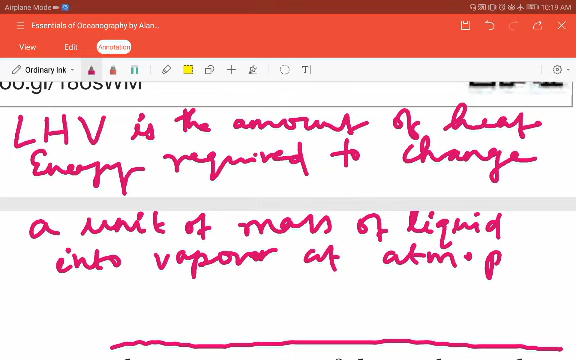 Airplane Mode 10:19 AM
Essentials of Oceanography by Alan...
View Edit Annotation
Ordinary Ink T
LHV is the amount of heat
Energy required to change
a unit of mass of liquid
into vapour at atm.p